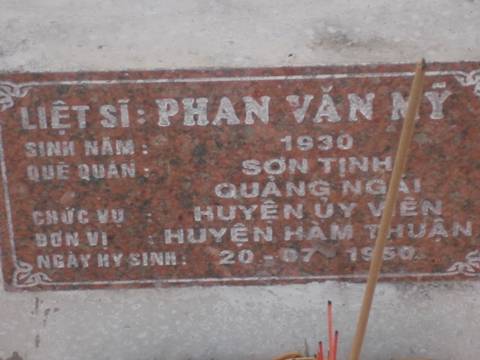 LIỆT SĨ: PHAN VĂN MỸ
SINH NĂM: 1930
QUÊ QUÁN: SƠN TỊNH
QUẢNG NGÃI
CHỨC VỤ : HUYỆN ỦY VIÊN
ĐƠN VỊ : HUYỆN HÀM THUẬN
NGÀY HY SINH: 20-07-1950